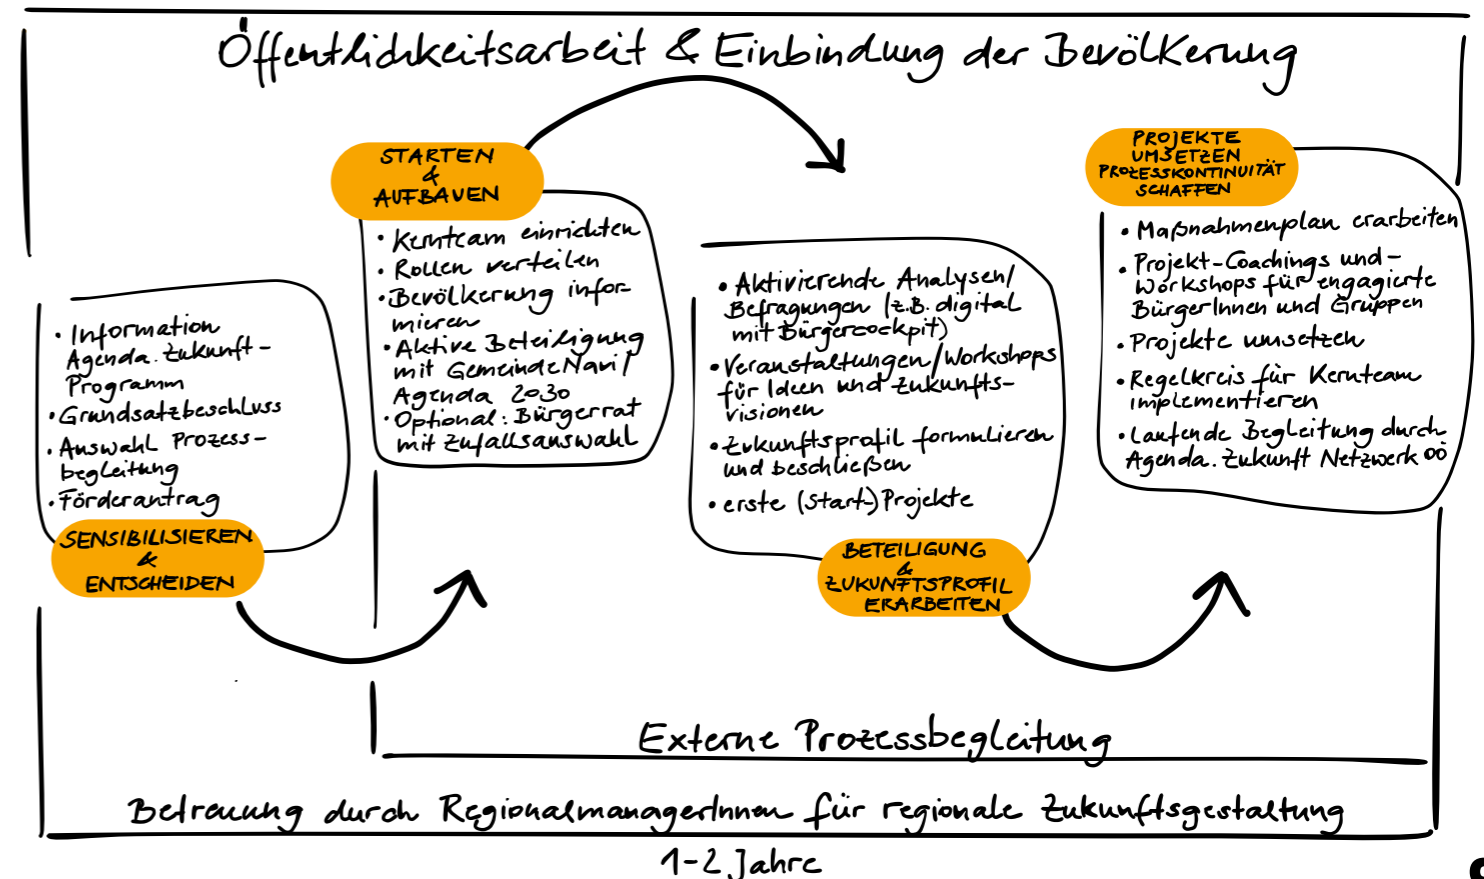 Öffentlichkeitsarbeit & Einbindung der Bevölkerung
• Information
Agenda.Zukunft-
Programm
• Grundsatzbeschluss
• Auswahl Prozess-
begleitung
• Förderantrag
SENSIBILISIEREN
&
ENTSCHEIDEN
STARTEN
&
AUFBAUEN
• Kernteam einrichten
• Rollen verteilen
• Bevölkerung infor-
mieren
• Aktive Beteiligung
mit GemeindeNavi/
Agenda 2030
• Optional: Bürgerrat
mit Zufallsauswahl
• Aktivierende Analysen/
Befragungen (z.B. digital
mit Bürgercockpit)
• Veranstaltungen/Workshops
für Ideen und Zukunfts-
visionen
• Zukunftsprofil formulieren
und beschließen
• erste (Start-)Projekte
BETEILIGUNG
&
ZUKUNFTSPROFIL
ERARBEITEN
PROJEKTE
UMSETZEN
PROZESSKONTINUITÄT
SCHAFFEN
• Maßnahmenplan erarbeiten
• Projekt-Coachings und-
Workshops für engagierte
BürgerInnen und Gruppen
• Projekte umsetzen
• Regelkreis für Kernteam
implementieren
• Laufende Begleitung durch
Agenda.Zukunft Netzwerk OÖ
Externe Prozessbegleitung
Betreuung durch RegionalmanagerInnen für regionale Zukunftsgestaltung
1-2 Jahre